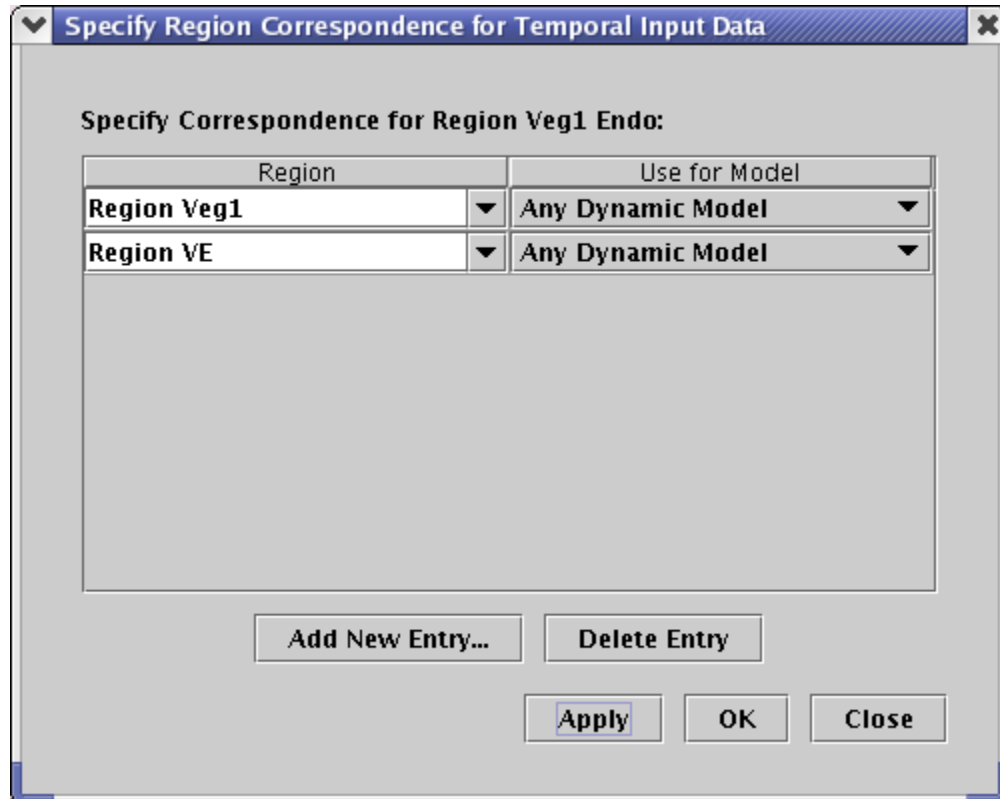 Specify Region Correspondence for Temporal Input Data
Specify Correspondence for Region Veg1 Endo:
Region Use for Model
Region Veg1 Any Dynamic Model
Region VE Any Dynamic Model
Add New Entry... Delete Entry
Apply OK Close